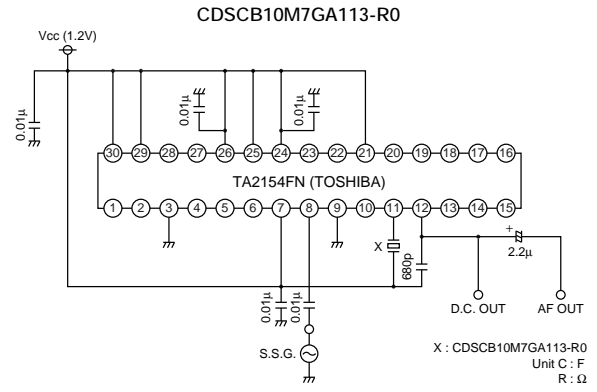 CDSCB10M7GA113-R0
Vcc (1.2V)
0.01μ
0.01μ
0.01μ
30 29 28 27 26 25 24 23 22 21 20 19 18 17 16
TA2154FN (TOSHIBA)
1 2 3 4 5 6 7 8 9 10 11 12 13 14 15
X
680p
+
2.2μ
0.01μ
0.01μ
D.C. OUT
AF OUT
S.S.G.
X : CDSCB10M7GA113-R0
Unit C : F
R : Ω